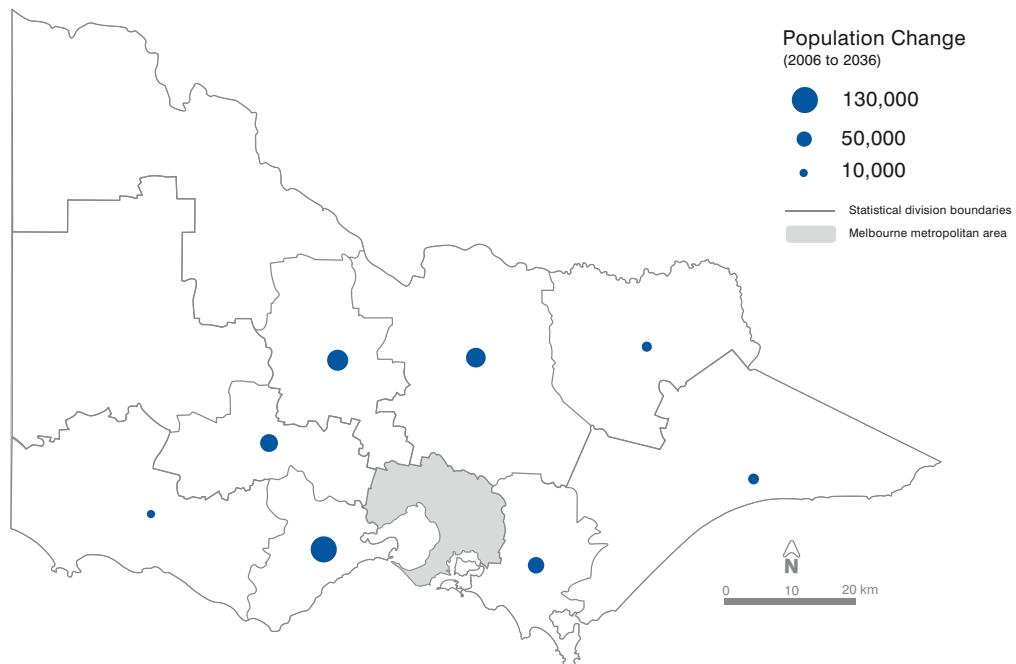 Population Change
(2006 to 2036)
130,000
50,000
10,000
Statistical division boundaries
Melbourne metropolitan area
N
0 10 20 km